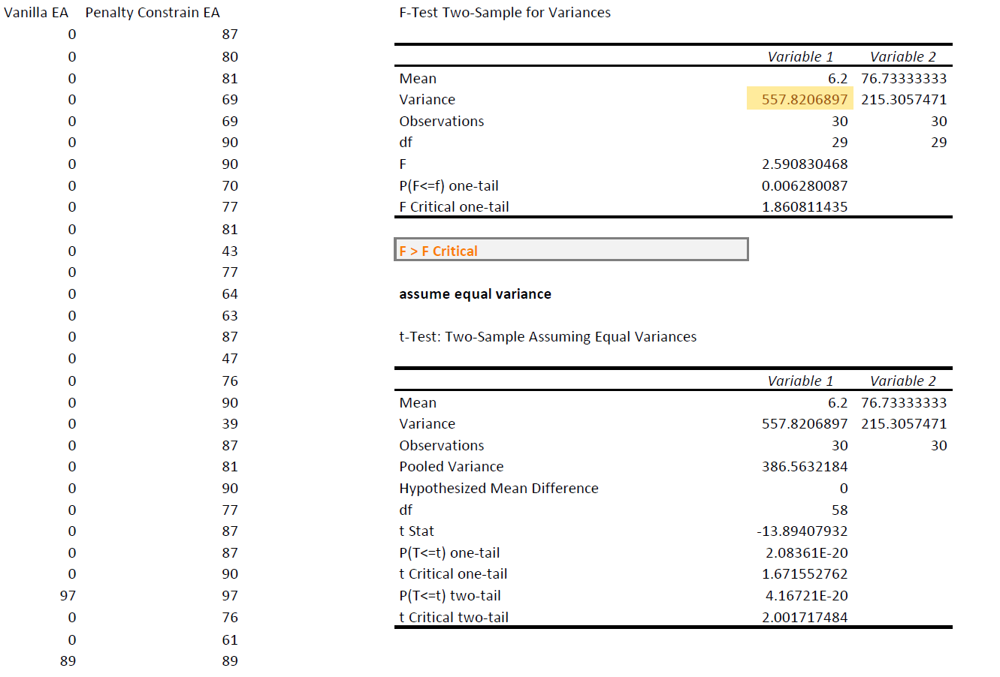 Vanilla EA Penalty Constrain EA
0 87
0 80
0 81
0 69
0 69
0 90
0 90
0 70
0 77
0 81
0 43
0 77
0 64
0 63
0 87
0 47
0 76
0 90
0 39
0 87
0 81
0 90
0 77
0 87
0 87
0 90
97 97
0 76
0 61
89 89
F-Test Two-Sample for Variances
Variable 1 Variable 2
Mean 6.2 76.73333333
Variance 557.8206897 215.3057471
Observations 30 30
df 29 29
F 2.590830468
P(F<=f) one-tail 0.006280087
F Critical one-tail 1.860811435
F > F Critical
assume equal variance
t-Test: Two-Sample Assuming Equal Variances
Variable 1 Variable 2
Mean 6.2 76.73333333
Variance 557.8206897 215.3057471
Observations 30 30
Pooled Variance 386.5632184
Hypothesized Mean Difference 0
df 58
t Stat -13.89407932
P(T<=t) one-tail 2.08361E-20
t Critical one-tail 1.671552762
P(T<=t) two-tail 4.16721E-20
t Critical two-tail 2.001717484